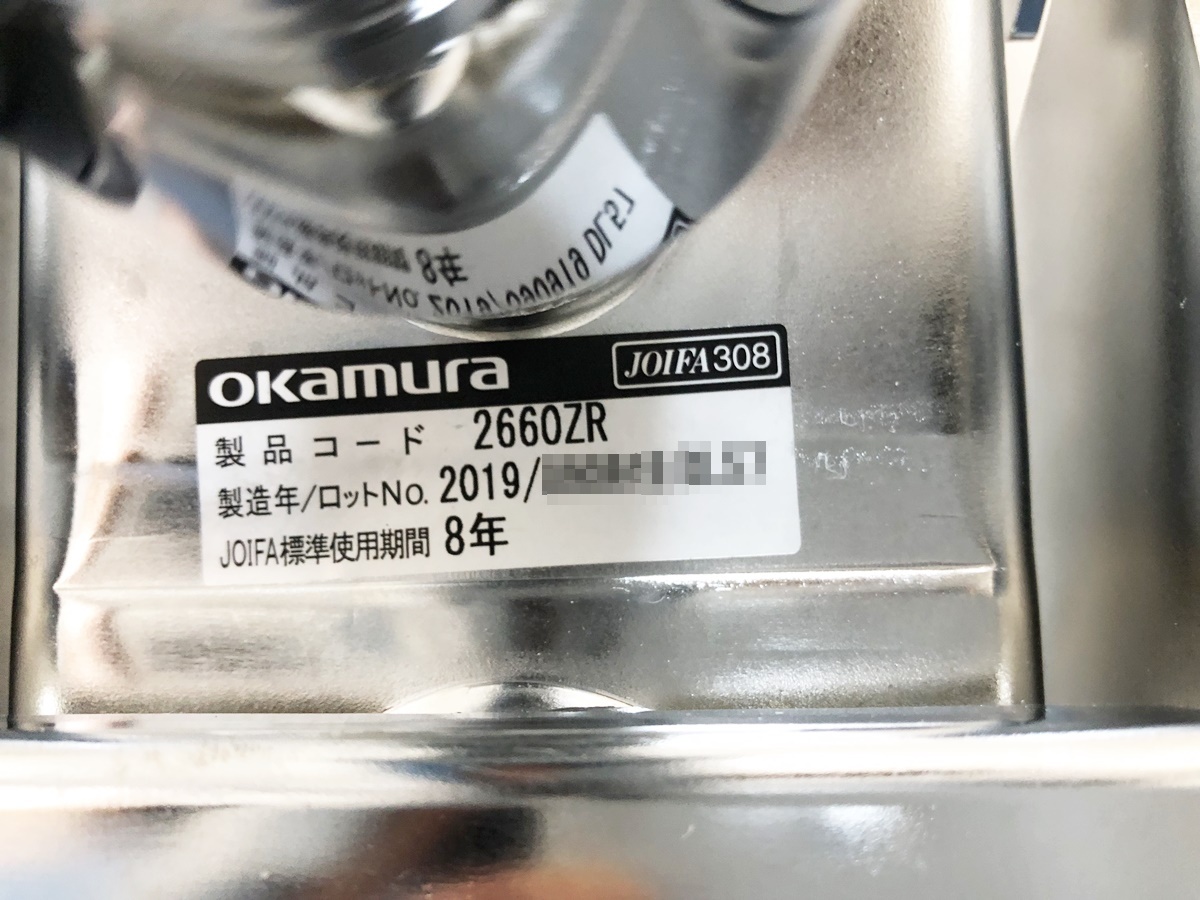 okamura JOIFA308
製品コード 2660ZR
製造年/ロットNo. 2019/
JOIFA標準使用期間 8年